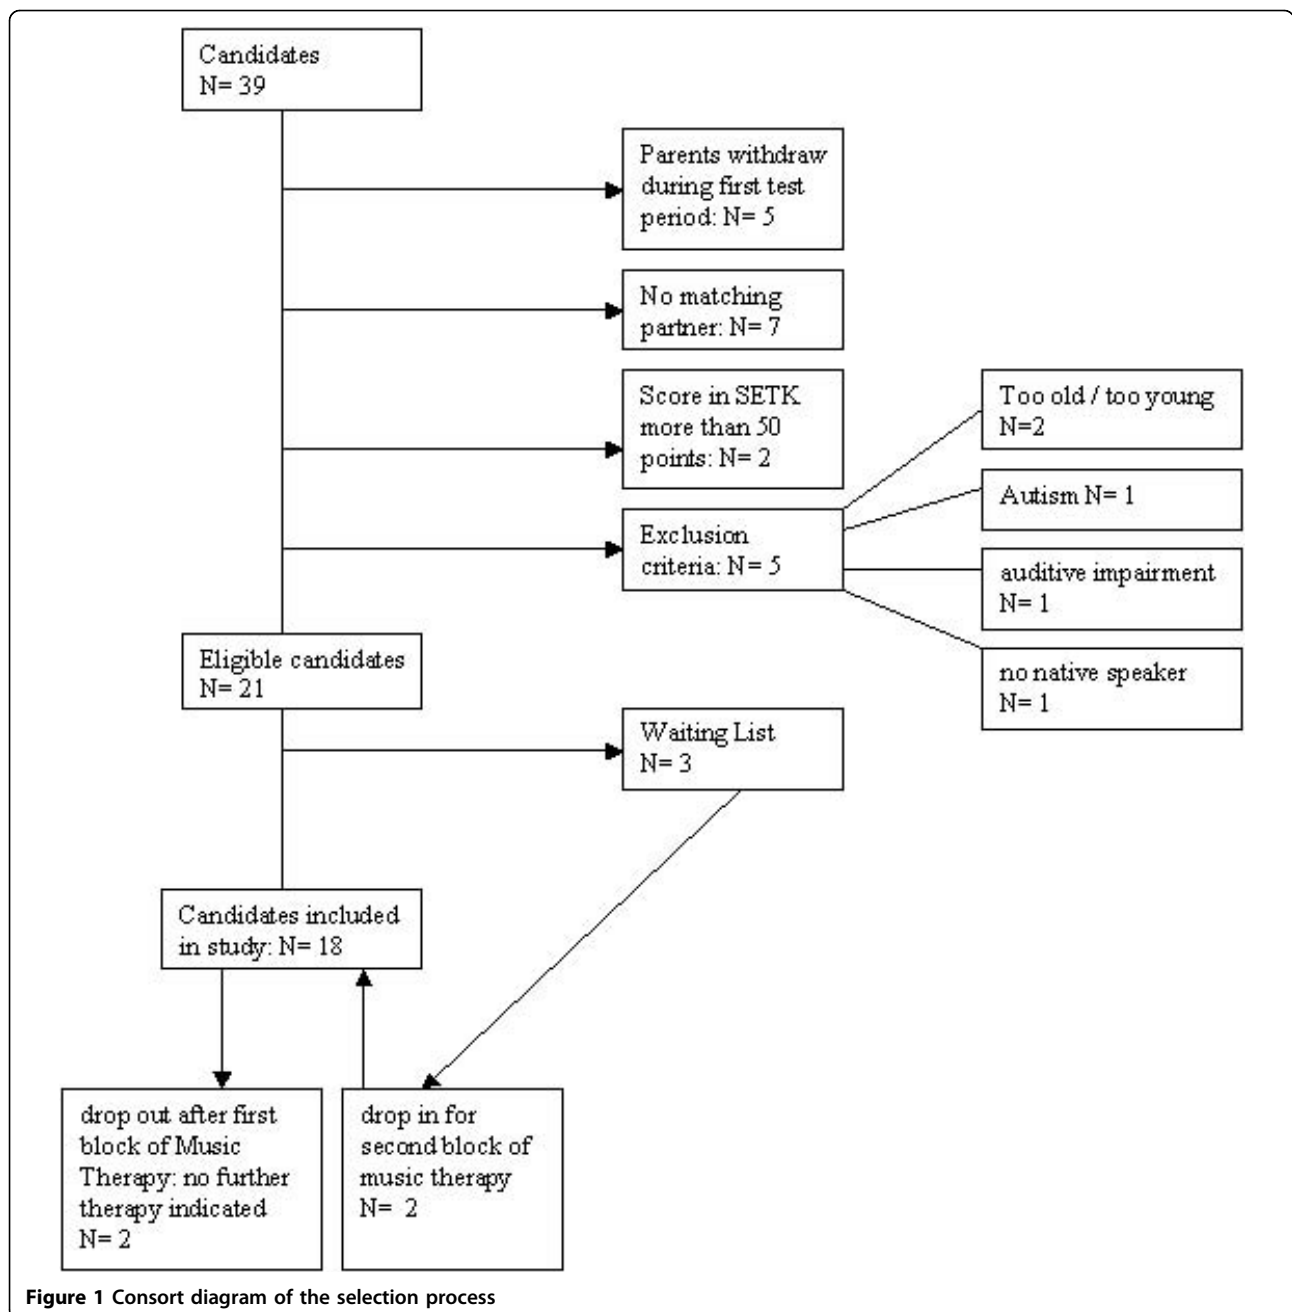 Candidates
N= 39
Parents withdraw
during first test
period: N= 5
No matching
partner: N= 7
Score in SETK
more than 50
points: N= 2
Exclusion
criteria: N= 5
Too old / too young
N=2
Autism N= 1
auditive impairment
N= 1
no native speaker
N= 1
Eligible candidates
N= 21
Waiting List
N= 3
Candidates included
in study: N= 18
drop out after first
block of Music
Therapy: no further
therapy indicated
N= 2
drop in for
second block of
music therapy
N= 2
Figure 1 Consort diagram of the selection process